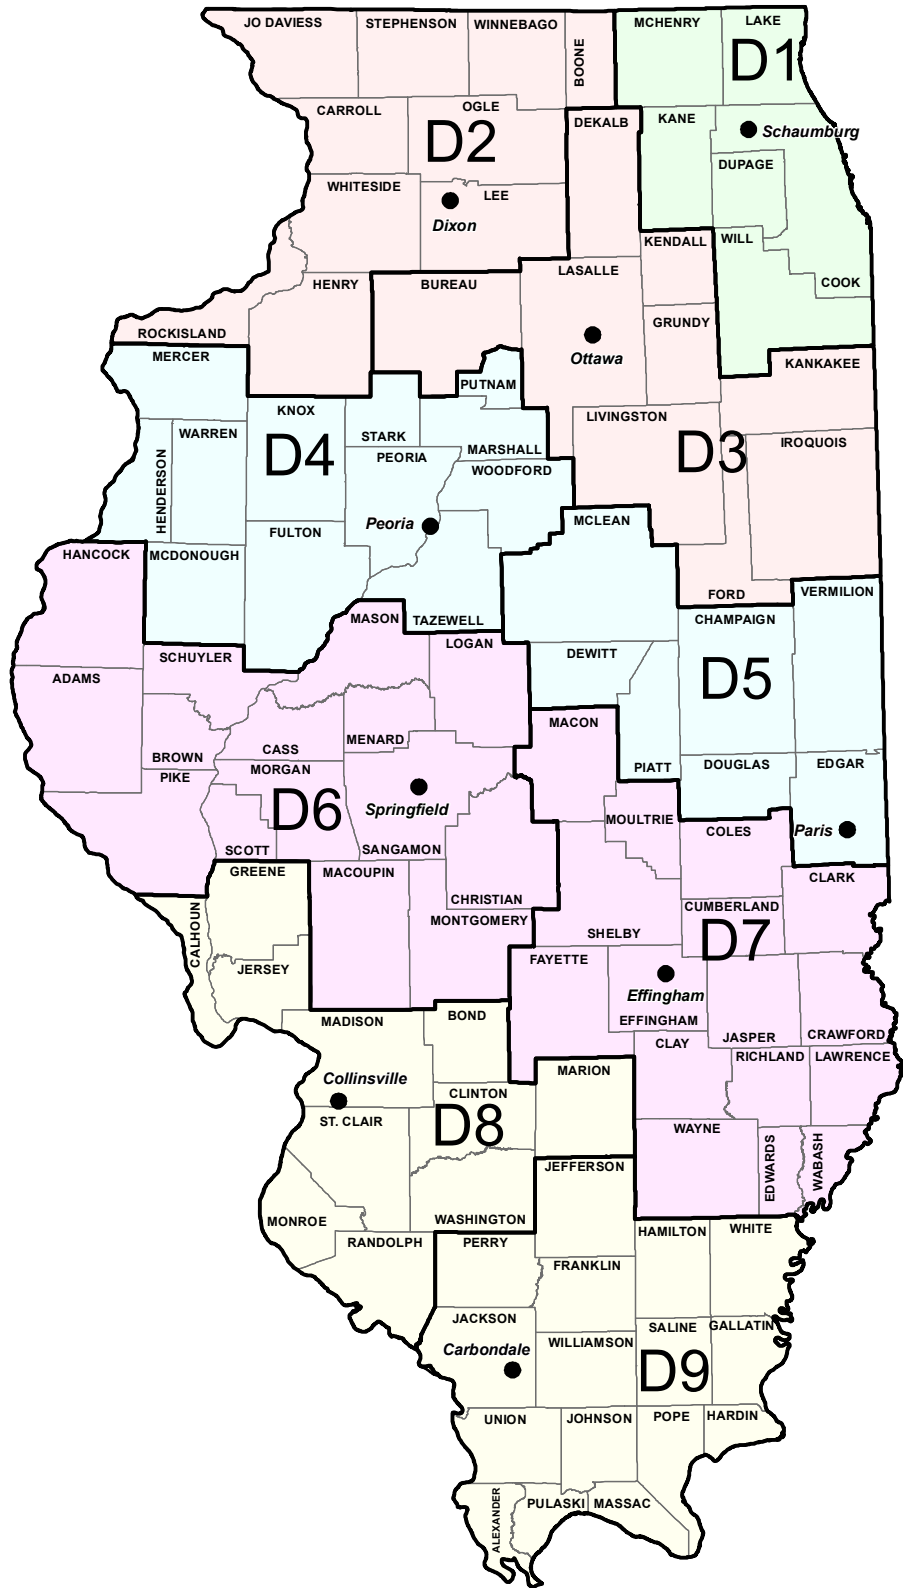 JO DAVIESS
STEPHENSON
WINNEBAGO
BOONE
MCHENRY
LAKE
D1
CARROLL
OGLE
D2
DEKALB
KANE
Schaumburg
DUPAGE
WHITESIDE
LEE
Dixon
KENDALL
WILL
COOK
HENRY
BUREAU
LASALLE
GRUNDY
ROCKISLAND
Ottawa
MERCER
KANKAKEE
PUTNAM
KNOX
LIVINGSTON
WARREN
STARK
D4
D3
IROQUOIS
HENDERSON
PEORIA
MARSHALL
WOODFORD
Peoria
MCLEAN
FULTON
HANCOCK
MCDONOUGH
FORD
VERMILION
MASON
TAZEWELL
CHAMPAIGN
SCHUYLER
LOGAN
DEWITT
ADAMS
D5
MACON
CASS
MENARD
BROWN
PIATT
DOUGLAS
EDGAR
PIKE
MORGAN
D6
Springfield
MOULTRIE
COLES
Paris
SCOTT
SANGAMON
GREENE
MACOUPIN
CLARK
CHRISTIAN
CUMBERLAND
MONTGOMERY
CALHOUN
SHELBY
D7
JERSEY
FAYETTE
Effingham
MADISON
BOND
EFFINGHAM
CLAY
JASPER
CRAWFORD
RICHLAND
LAWRENCE
MARION
Collinsville
CLINTON
D8
ST. CLAIR
WAYNE
EDWARDS
WABASH
JEFFERSON
MONROE
WASHINGTON
HAMILTON
WHITE
RANDOLPH
PERRY
FRANKLIN
JACKSON
SALINE
GALLATIN
Carbondale
WILLIAMSON
D9
UNION
JOHNSON
POPE
HARDIN
ALEXANDER
PULASKI
MASSAC